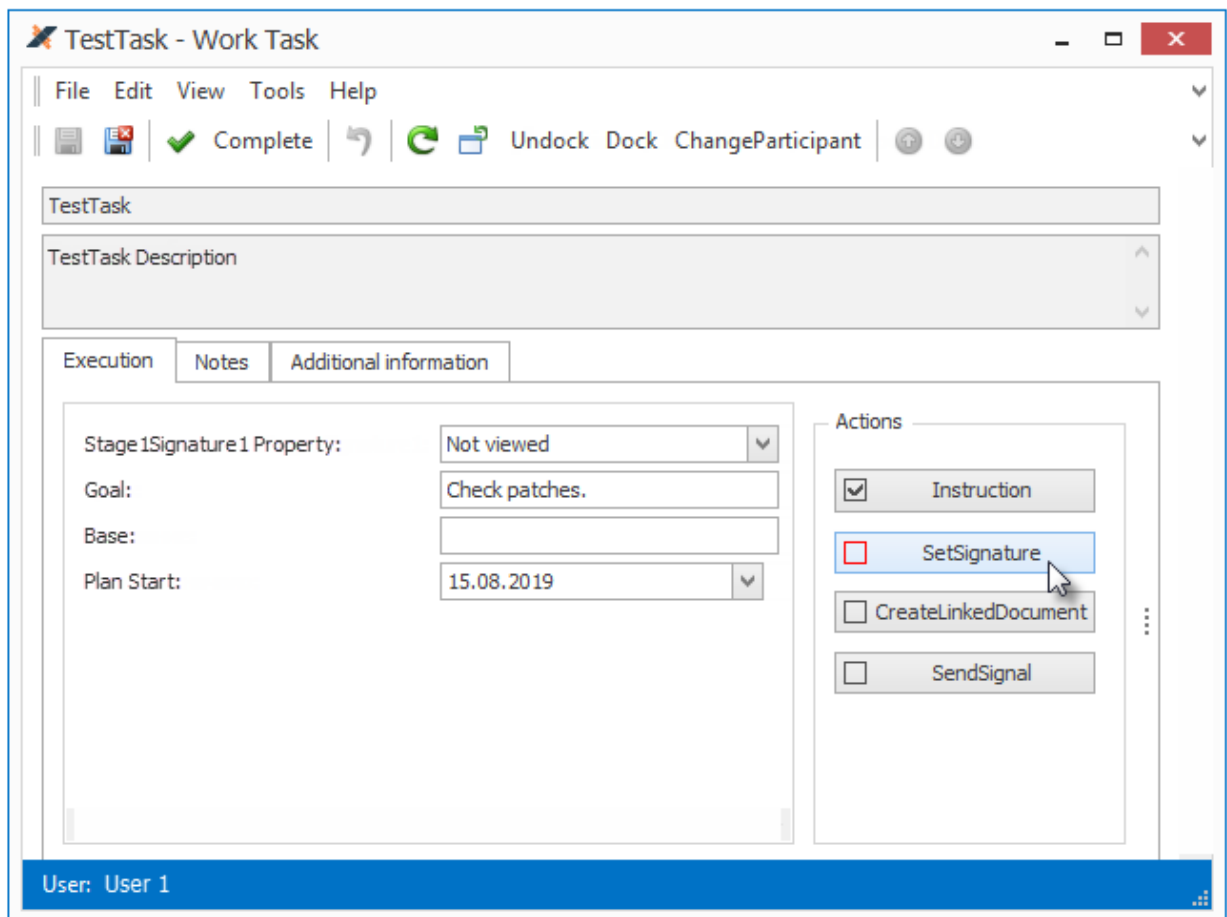 TestTask - Work Task
File Edit View Tools Help
Complete Undock Dock ChangeParticipant
TestTask
TestTask Description
Execution Notes Additional information
Actions
Stage1Signature1 Property: Not viewed
Instruction
Goal: Check patches.
Base:
SetSignature
Plan Start: 15.08.2019
CreateLinkedDocument
SendSignal
User: User 1